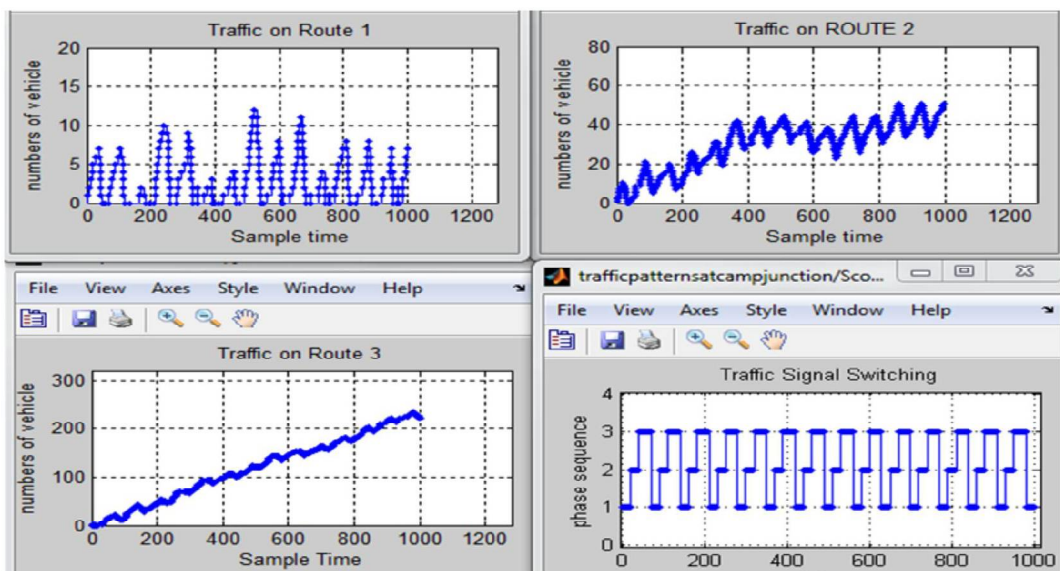 Traffic on Route 1
numbers of vehicle
20
15
10
5
0
0 200 400 600 800 1000 1200
Sample time
Traffic on ROUTE 2
numbers of vehicle
80
60
40
20
0
0 200 400 600 800 1000 1200
Sample time
File View Axes Style Window Help
Traffic on Route 3
numbers of vehicle
300
200
100
0
0 200 400 600 800 1000 1200
Sample Time
trafficpatternsatcampjunction/Sco...
File View Axes Style Window Help
Traffic Signal Switching
phase sequence
4
3
2
1
0
0 200 400 600 800 1000